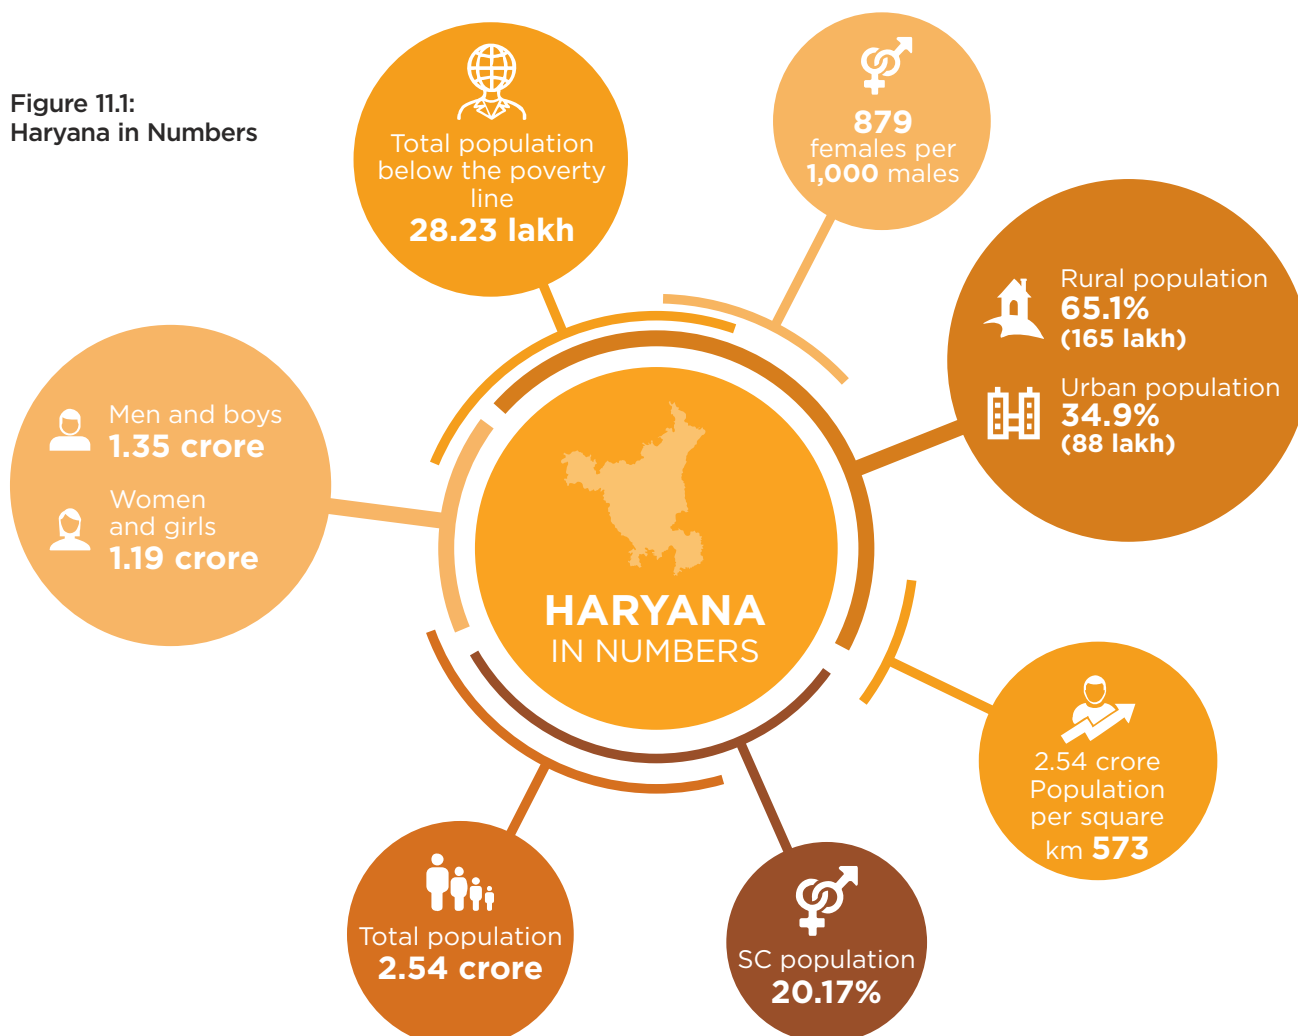 Figure 11.1:
Haryana in Numbers
Total population
below the poverty
line
28.23 lakh
879
females per
1,000 males
Rural population
65.1%
(165 lakh)
Urban population
34.9%
(88 lakh)
Men and boys
1.35 crore
Women
and girls
1.19 crore
HARYANA
IN NUMBERS
2.54 crore
Population
per square
km 573
Total population
2.54 crore
SC population
20.17%